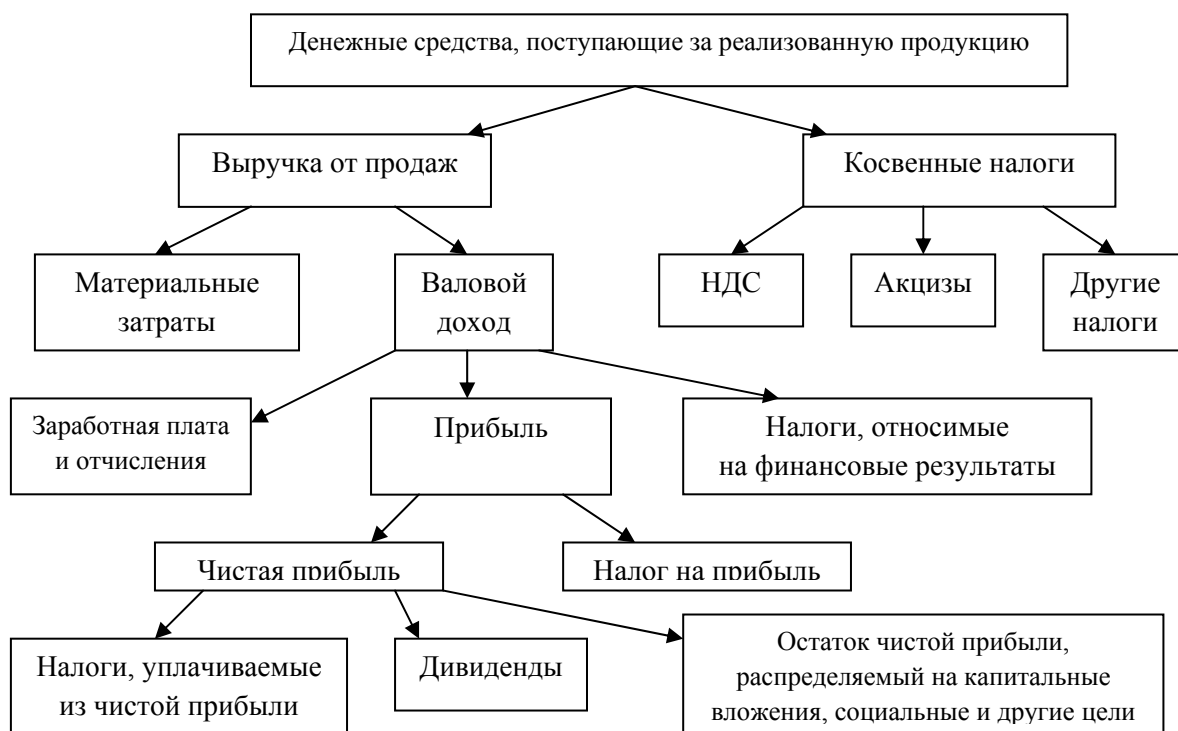 Денежные средства, поступающие за реализованную продукцию
Выручка от продаж
Косвенные налоги
Материальные
затраты
Валовой
доход
НДС
Акцизы
Другие
налоги
Заработная плата
и отчисления
Прибыль
Налоги, относимые
на финансовые результаты
Чистая прибыль
Налог на прибыль
Налоги, уплачиваемые
из чистой прибыли
Дивиденды
Остаток чистой прибыли,
распределяемый на капитальные
вложения, социальные и другие цели